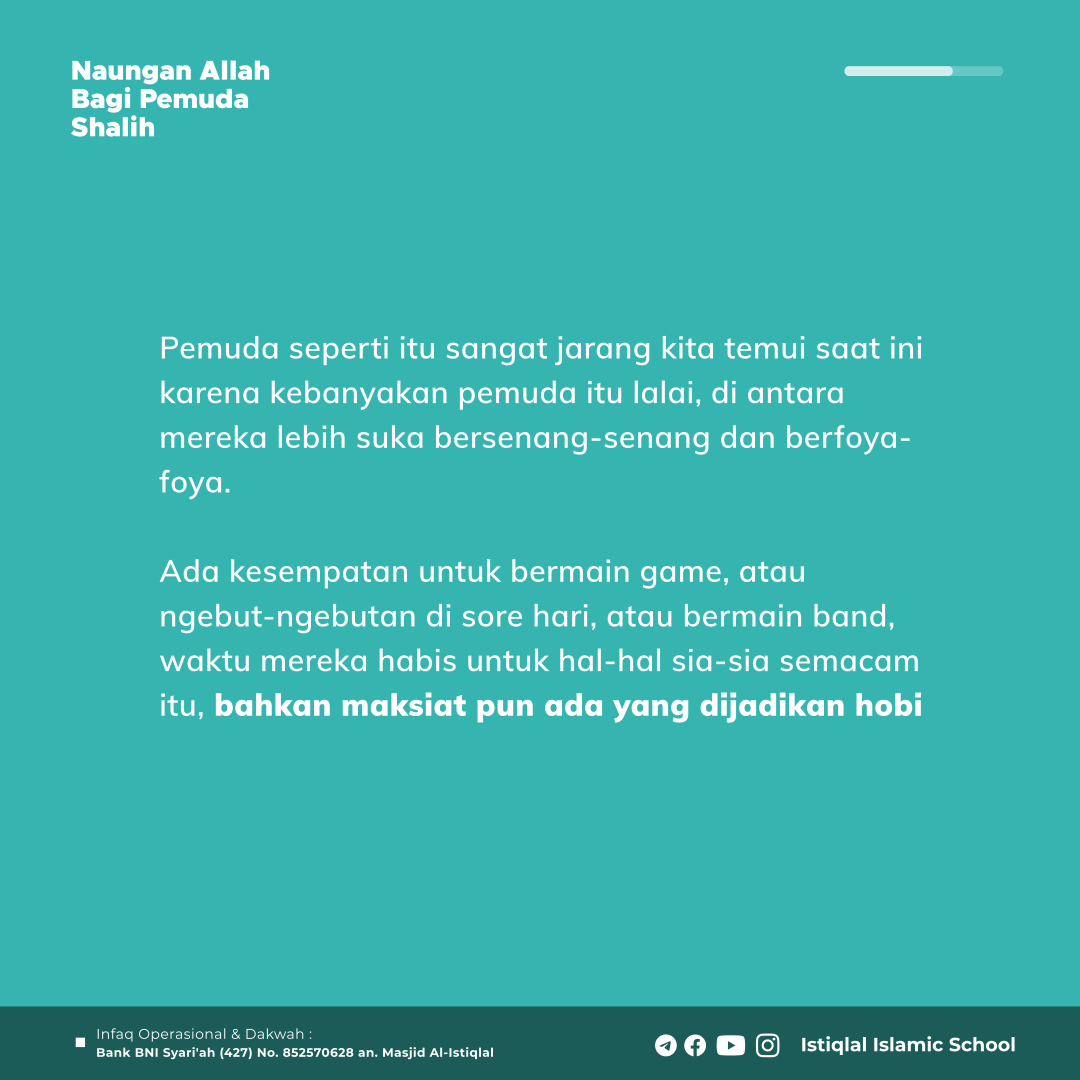 Naungan Allah
Bagi Pemuda
Shalih
Pemuda seperti itu sangat jarang kita temui saat ini
karena kebanyakan pemuda itu lalai, di antara
mereka lebih suka bersenang-senang dan berfoya-
foya.
Ada kesempatan untuk bermain game, atau
ngebut-ngebutan di sore hari, atau bermain band,
waktu mereka habis untuk hal-hal sia-sia semacam
itu, bahkan maksiat pun ada yang dijadikan hobi
Infaq Operasional & Dakwah :
Bank BNI Syari'ah (427) No. 852570628 an. Masjid Al-Istiqlal
Istiqlal Islamic School